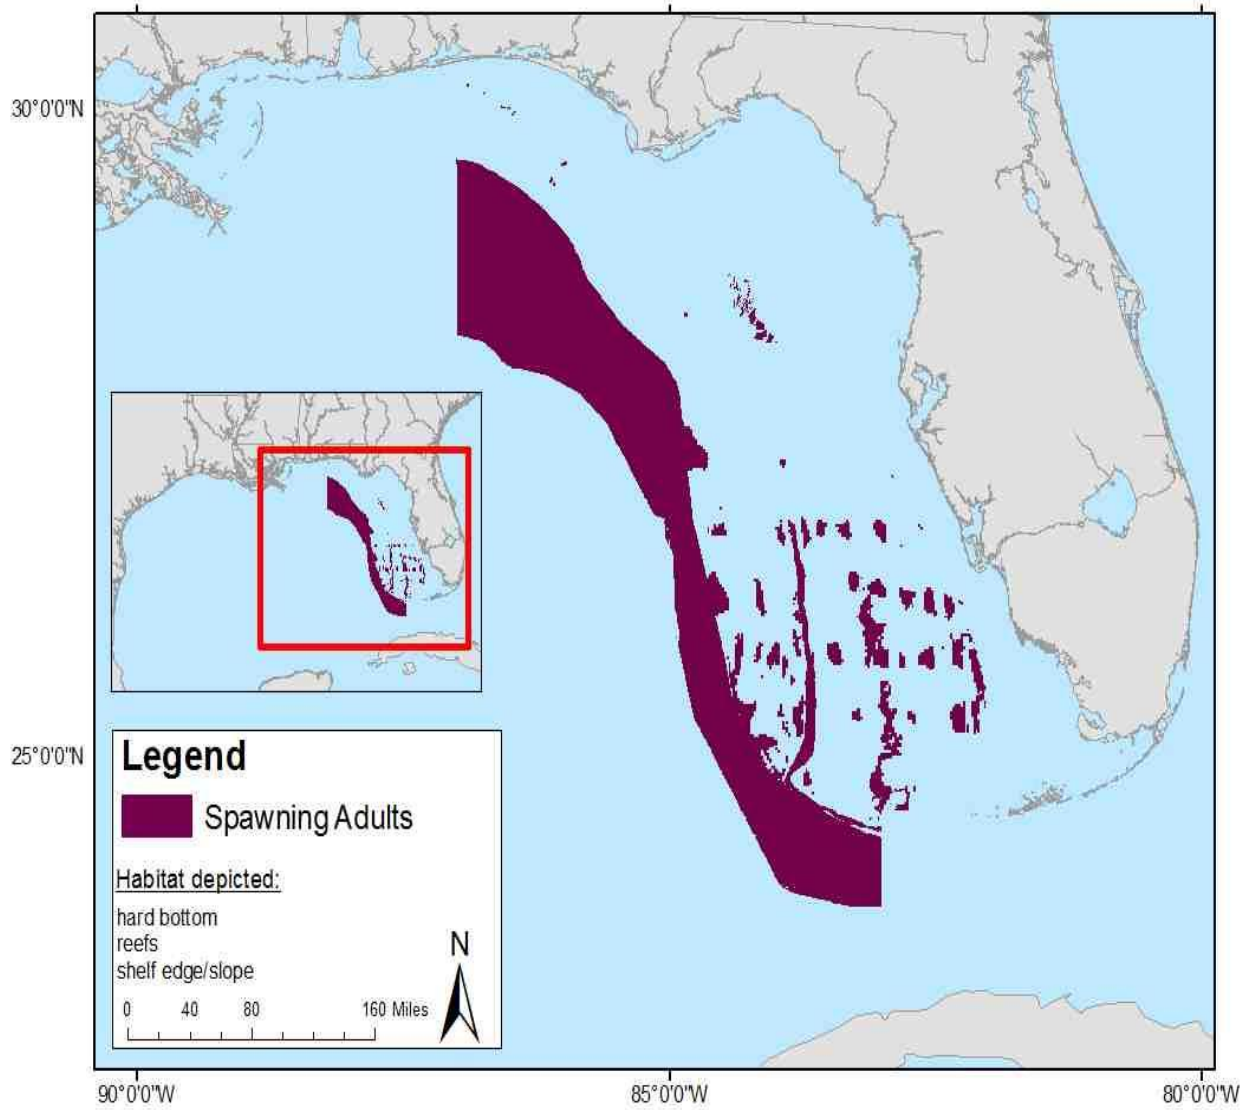 30°0'0"N
25°0'0"N
Legend
Spawning Adults
Habitat depicted:
hard bottom
reefs
shelf edge/slope
N
0 40 80 160 Miles
90°0'0"W 85°0'0"W 80°0'0"W